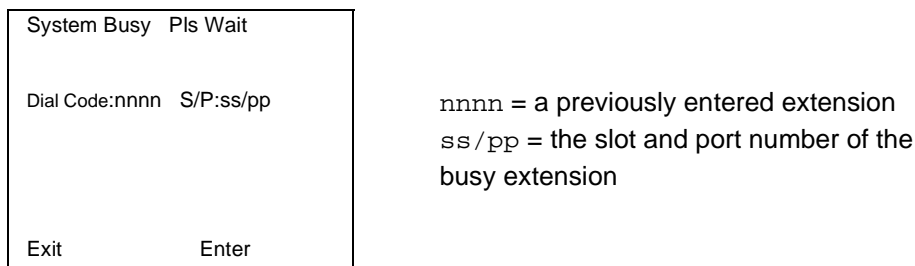 System Busy Pls Wait
Dial Code:nnnn S/P:ss/pp
nnnn = a previously entered extension
ss/pp = the slot and port number of the
busy extension
Exit Enter